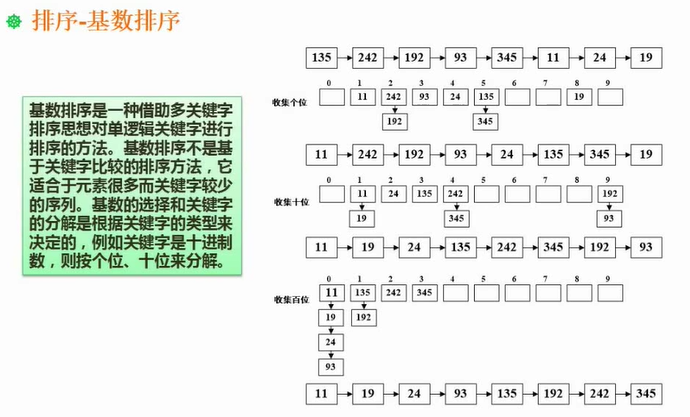 排序-基数排序
基数排序是一种借助多关键字
排序思想对单逻辑关键字进行
排序的方法。基数排序不是基
于关键字比较的排序方法，它
适合于元素很多而关键字较少
的序列。基数的选择和关键字
的分解是根据关键字的类型来
决定的，例如关键字是十进制
数，则按个位、十位来分解。
135 242 192 93 345 11 24 19
0 1 2 3 4 5 6 7 8 9
收集个位 11 242 93 24 135 19
192 345
11 242 192 93 24 135 345 19
0 1 2 3 4 5 6 7 8 9
收集十位 11 24 135 242 192
19 345 93
11 19 24 135 242 345 192 93
0 1 2 3 4 5 6 7 8 9
收集百位 11 135 242 345
19 192
24
93
11 19 24 93 135 192 242 345